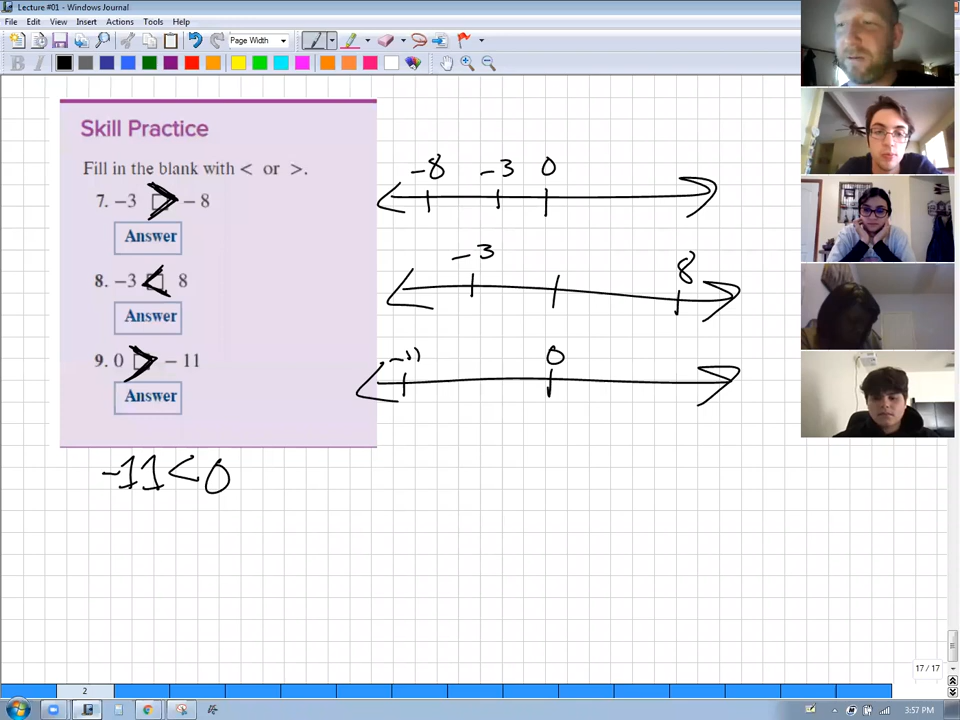 Lecture #01 - Windows Journal
File Edit View Insert Actions Tools Help
Page Width
B I
Skill Practice
Fill in the blank with < or >.
7. −3 > − 8
Answer
8. −3 < 8
Answer
9. 0 > − 11
Answer
-11 < 0
-8 -3 0
-3 8
-11 0
17 / 17
2
3:57 PM